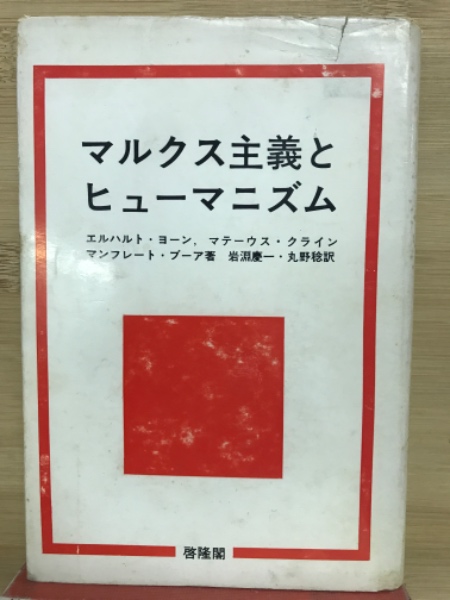 マルクス主義と
ヒューマニズム
エルハルト・ヨーン, マテーウス・クライン
マンフレート・ブーア著 岩淵慶一・丸野稔訳
啓隆閣